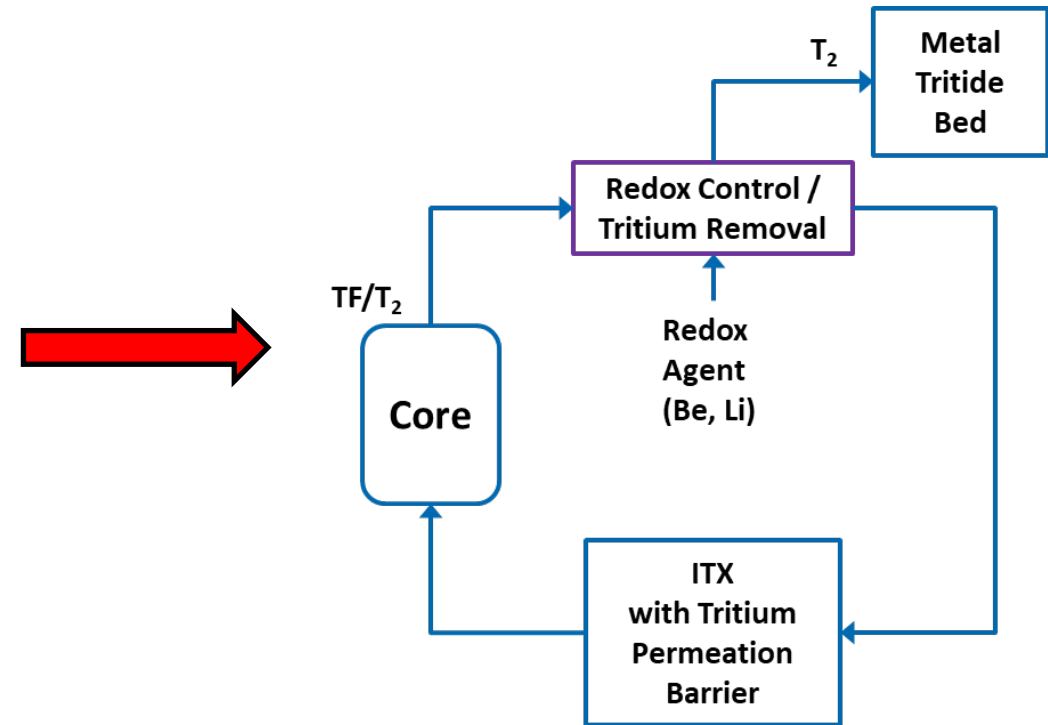 T₂
Metal
Tritide
Bed
Redox Control /
Tritium Removal
TF/T₂
Redox
Agent
(Be, Li)
Core
ITX
with Tritium
Permeation
Barrier